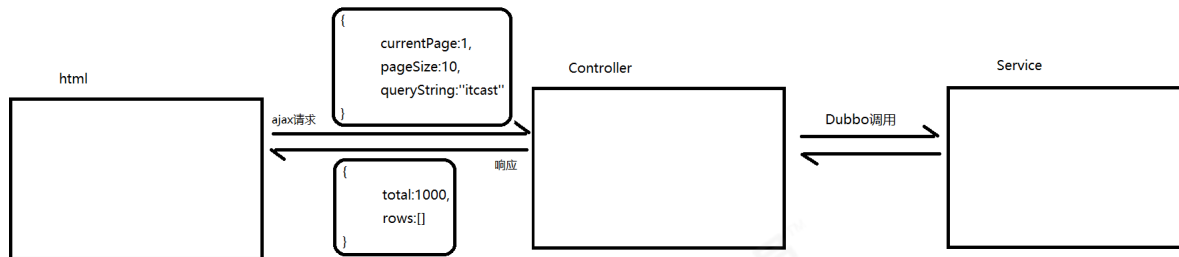 html
ajax请求
{
currentPage:1,
pageSize:10,
queryString:"itcast"
}
响应
{
total:1000,
rows:[]
}
Controller
Dubbo调用
Service